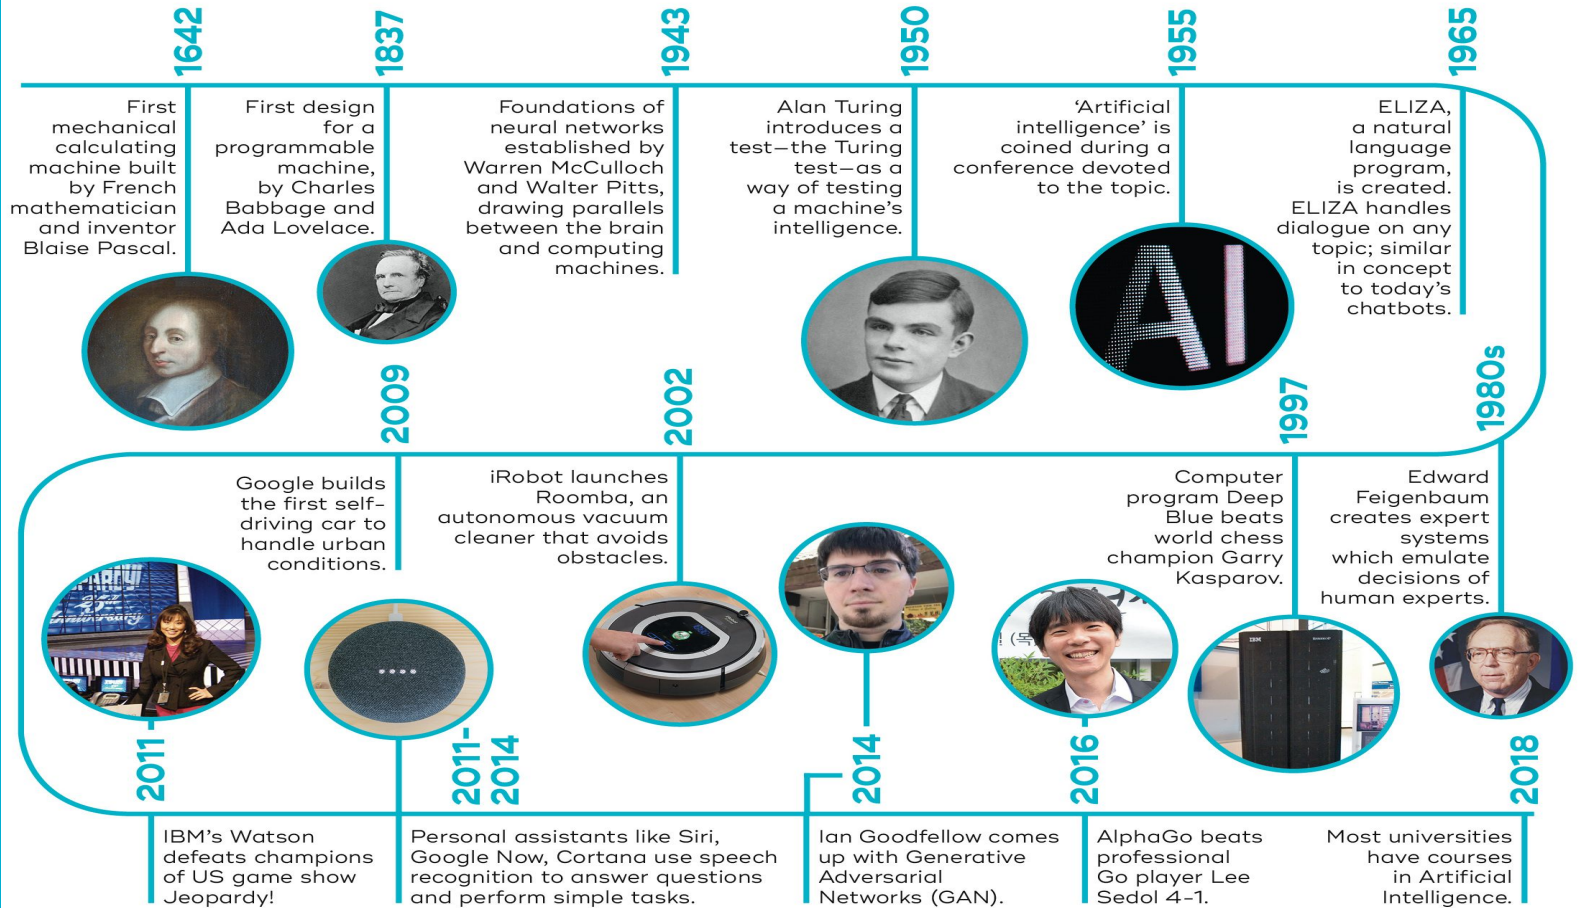 1642
First
mechanical
calculating
machine built
by French
mathematician
and inventor
Blaise Pascal.
1837
First design
for a
programmable
machine,
by Charles
Babbage and
Ada Lovelace.
1943
Foundations of
neural networks
established by
Warren McCulloch
and Walter Pitts,
drawing parallels
between the brain
and computing
machines.
1950
Alan Turing
introduces a
test—the Turing
test—as a
way of testing
a machine’s
intelligence.
1955
‘Artificial
intelligence’ is
coined during a
conference devoted
to the topic.
AI
1965
ELIZA,
a natural
language
program,
is created.
ELIZA handles
dialogue on any
topic; similar
in concept
to today’s
chatbots.
1980s
Edward
Feigenbaum
creates expert
systems
which emulate
decisions of
human experts.
1997
Computer
program Deep
Blue beats
world chess
champion Garry
Kasparov.
IBM
2002
iRobot launches
Roomba, an
autonomous vacuum
cleaner that avoids
obstacles.
2009
Google builds
the first self-
driving car to
handle urban
conditions.
2011
IBM’s Watson
defeats champions
of US game show
Jeopardy!
2011-
2014
Personal assistants like Siri,
Google Now, Cortana use speech
recognition to answer questions
and perform simple tasks.
2014
Ian Goodfellow comes
up with Generative
Adversarial
Networks (GAN).
2016
(목
AlphaGo beats
professional
Go player Lee
Sedol 4-1.
2018
Most universities
have courses
in Artificial
Intelligence.